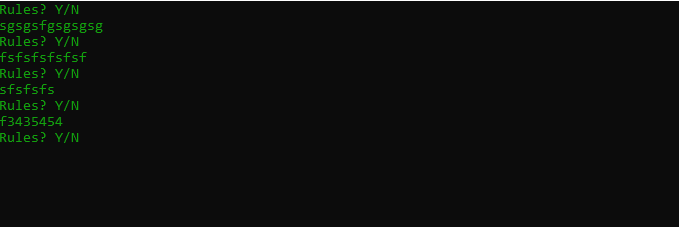 Rules? Y/N
sgsgsfgsgsgsg
Rules? Y/N
fsfsfsfsfsf
Rules? Y/N
sfsfsfs
Rules? Y/N
f3435454
Rules? Y/N